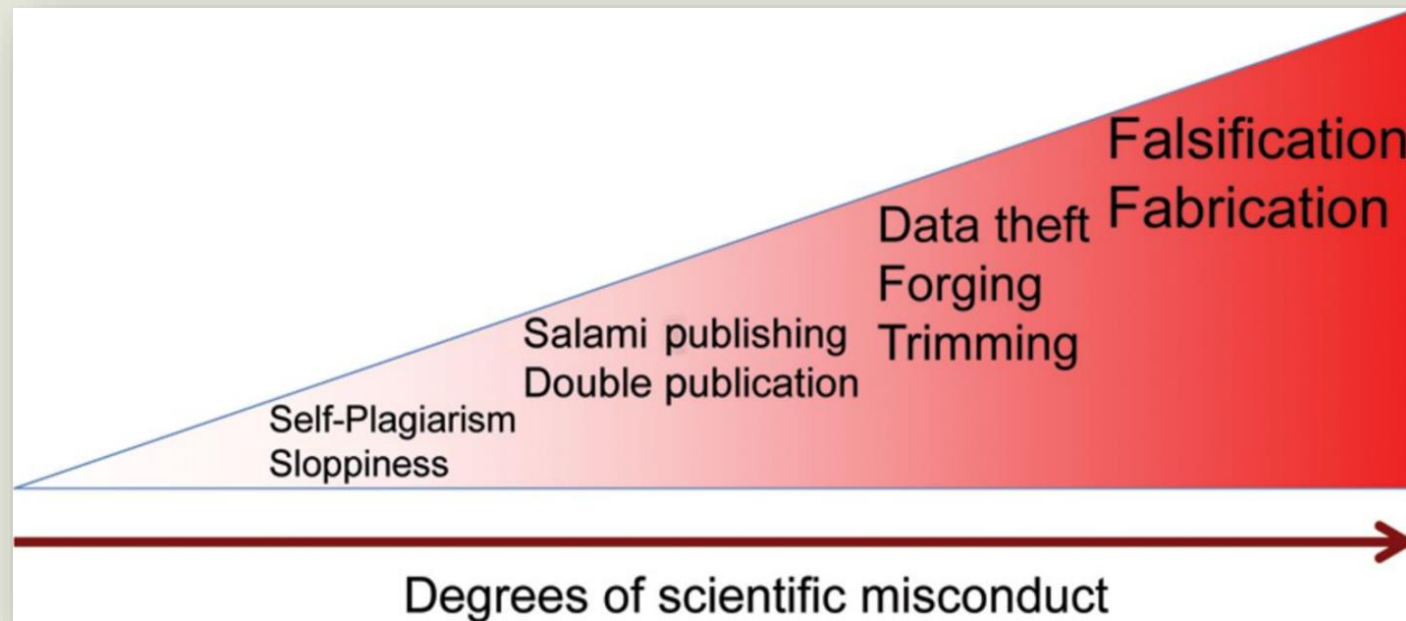 Falsification
Fabrication
Data theft
Forging
Trimming
Salami publishing
Double publication
Self-Plagiarism
Sloppiness
Degrees of scientific misconduct